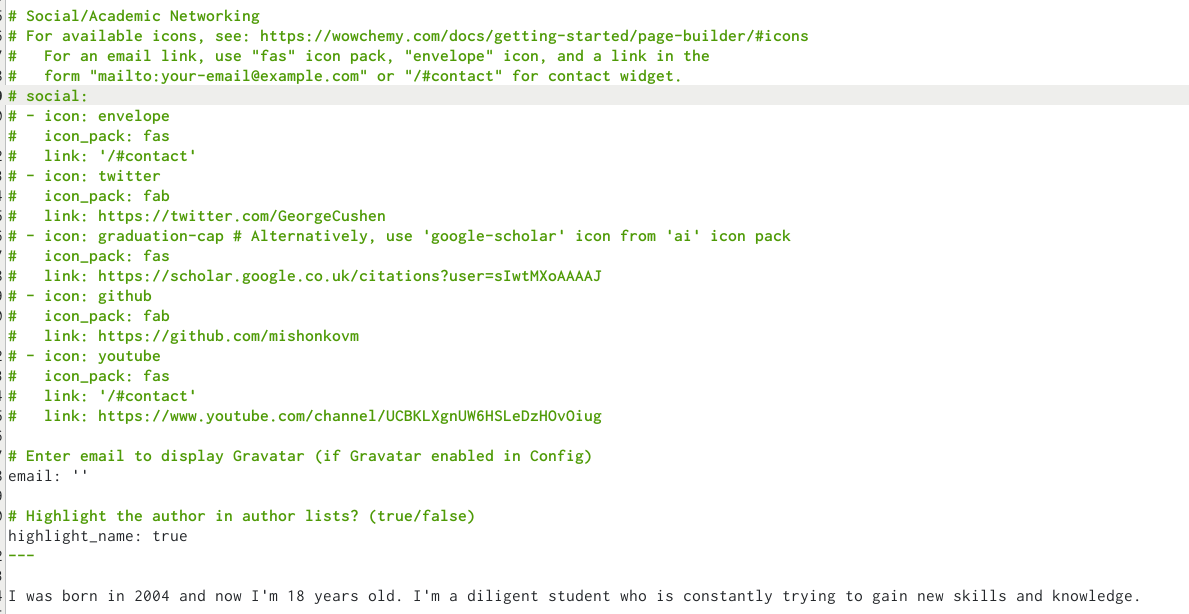 # Social/Academic Networking
# For available icons, see: https://wowchemy.com/docs/getting-started/page-builder/#icons
#   For an email link, use "fas" icon pack, "envelope" icon, and a link in the
#   form "mailto:your-email@example.com" or "/#contact" for contact widget.
# social:
# - icon: envelope
#   icon_pack: fas
#   link: '/#contact'
# - icon: twitter
#   icon_pack: fab
#   link: https://twitter.com/GeorgeCushen
# - icon: graduation-cap # Alternatively, use 'google-scholar' icon from 'ai' icon pack
#   icon_pack: fas
#   link: https://scholar.google.co.uk/citations?user=sIwtMXoAAAAJ
# - icon: github
#   icon_pack: fab
#   link: https://github.com/mishonkovm
# - icon: youtube
#   icon_pack: fas
#   link: '/#contact'
#   link: https://www.youtube.com/channel/UCBKLXgnUW6HSLeDzHOvOiug

# Enter email to display Gravatar (if Gravatar enabled in Config)
email: ''

# Highlight the author in author lists? (true/false)
highlight_name: true
---

I was born in 2004 and now I'm 18 years old. I'm a diligent student who is constantly trying to gain new skills and knowledge.